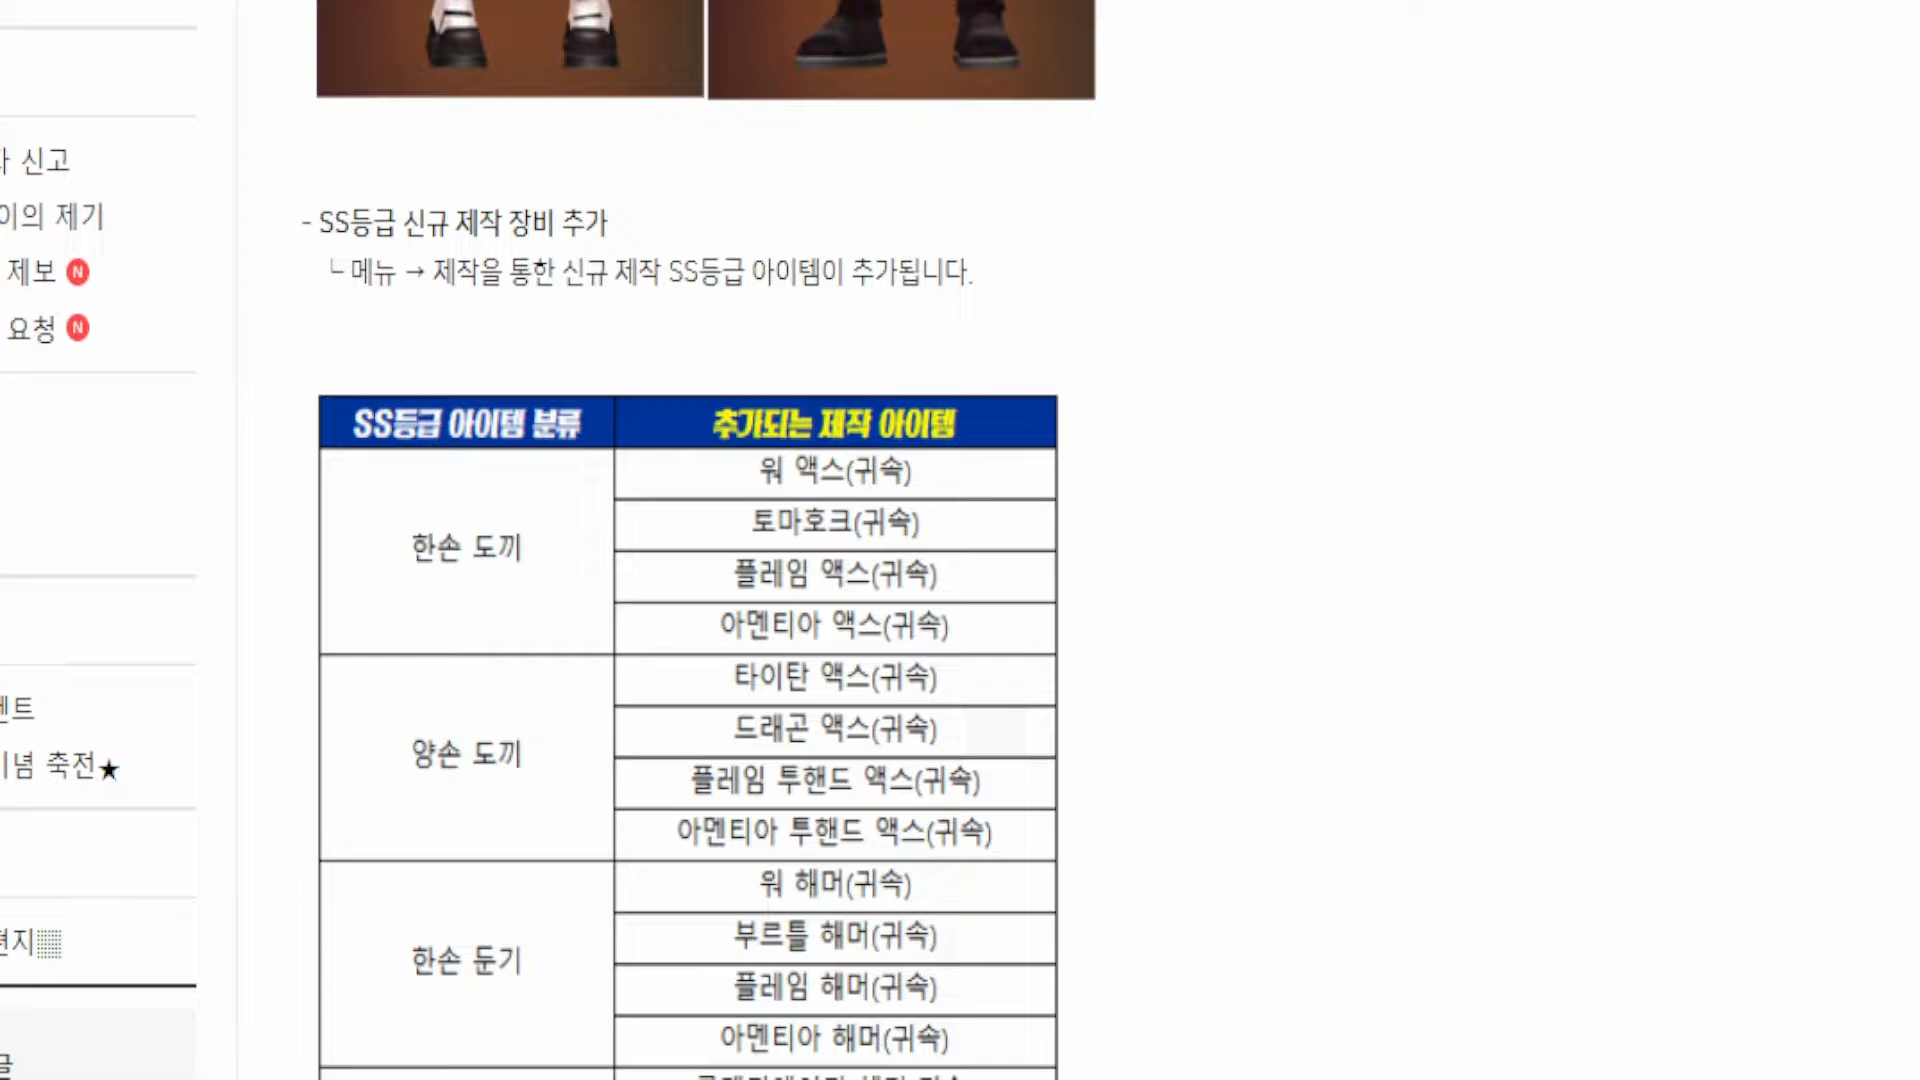 신고
이의 제기
제보 N
요청 N
기념 축전★
편지
- SS등급 신규 제작 장비 추가
└ 메뉴 → 제작을 통한 신규 제작 SS등급 아이템이 추가됩니다.
SS등급 아이템 분류 추가되는 제작 아이템
한손 도끼
워 액스(귀속)
토마호크(귀속)
플레임 액스(귀속)
아멘티아 액스(귀속)
양손 도끼
타이탄 액스(귀속)
드래곤 액스(귀속)
플레임 투핸드 액스(귀속)
아멘티아 투핸드 액스(귀속)
한손 둔기
워 해머(귀속)
부르틀 해머(귀속)
플레임 해머(귀속)
아멘티아 해머(귀속)